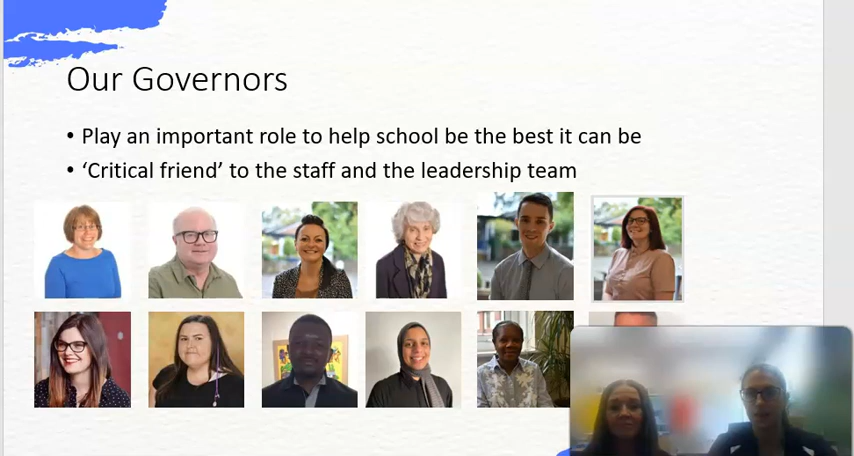 Our Governors
• Play an important role to help school be the best it can be
• ‘Critical friend’ to the staff and the leadership team